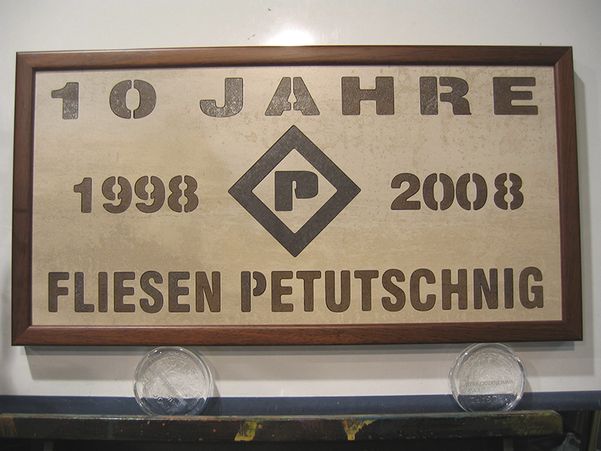 10 JAHRE
1998 P 2008
FLIESEN PETUTSCHNIG